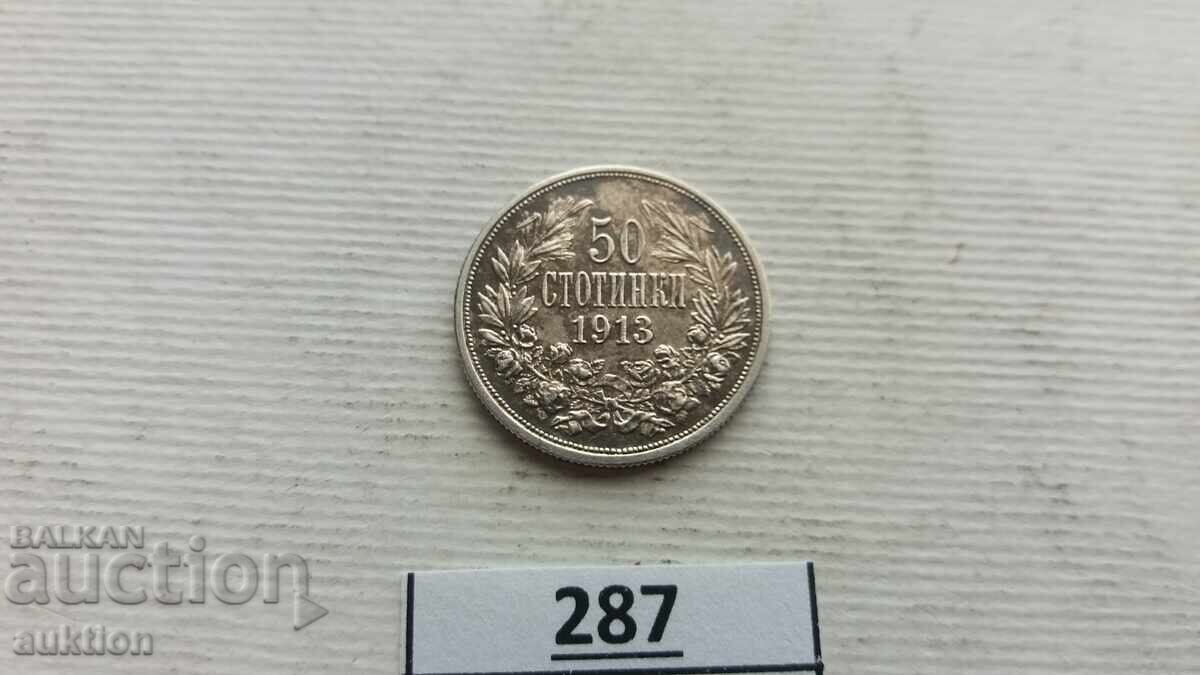 50
СТОТИНКИ
1913
BALKAN
auction
auktion
287